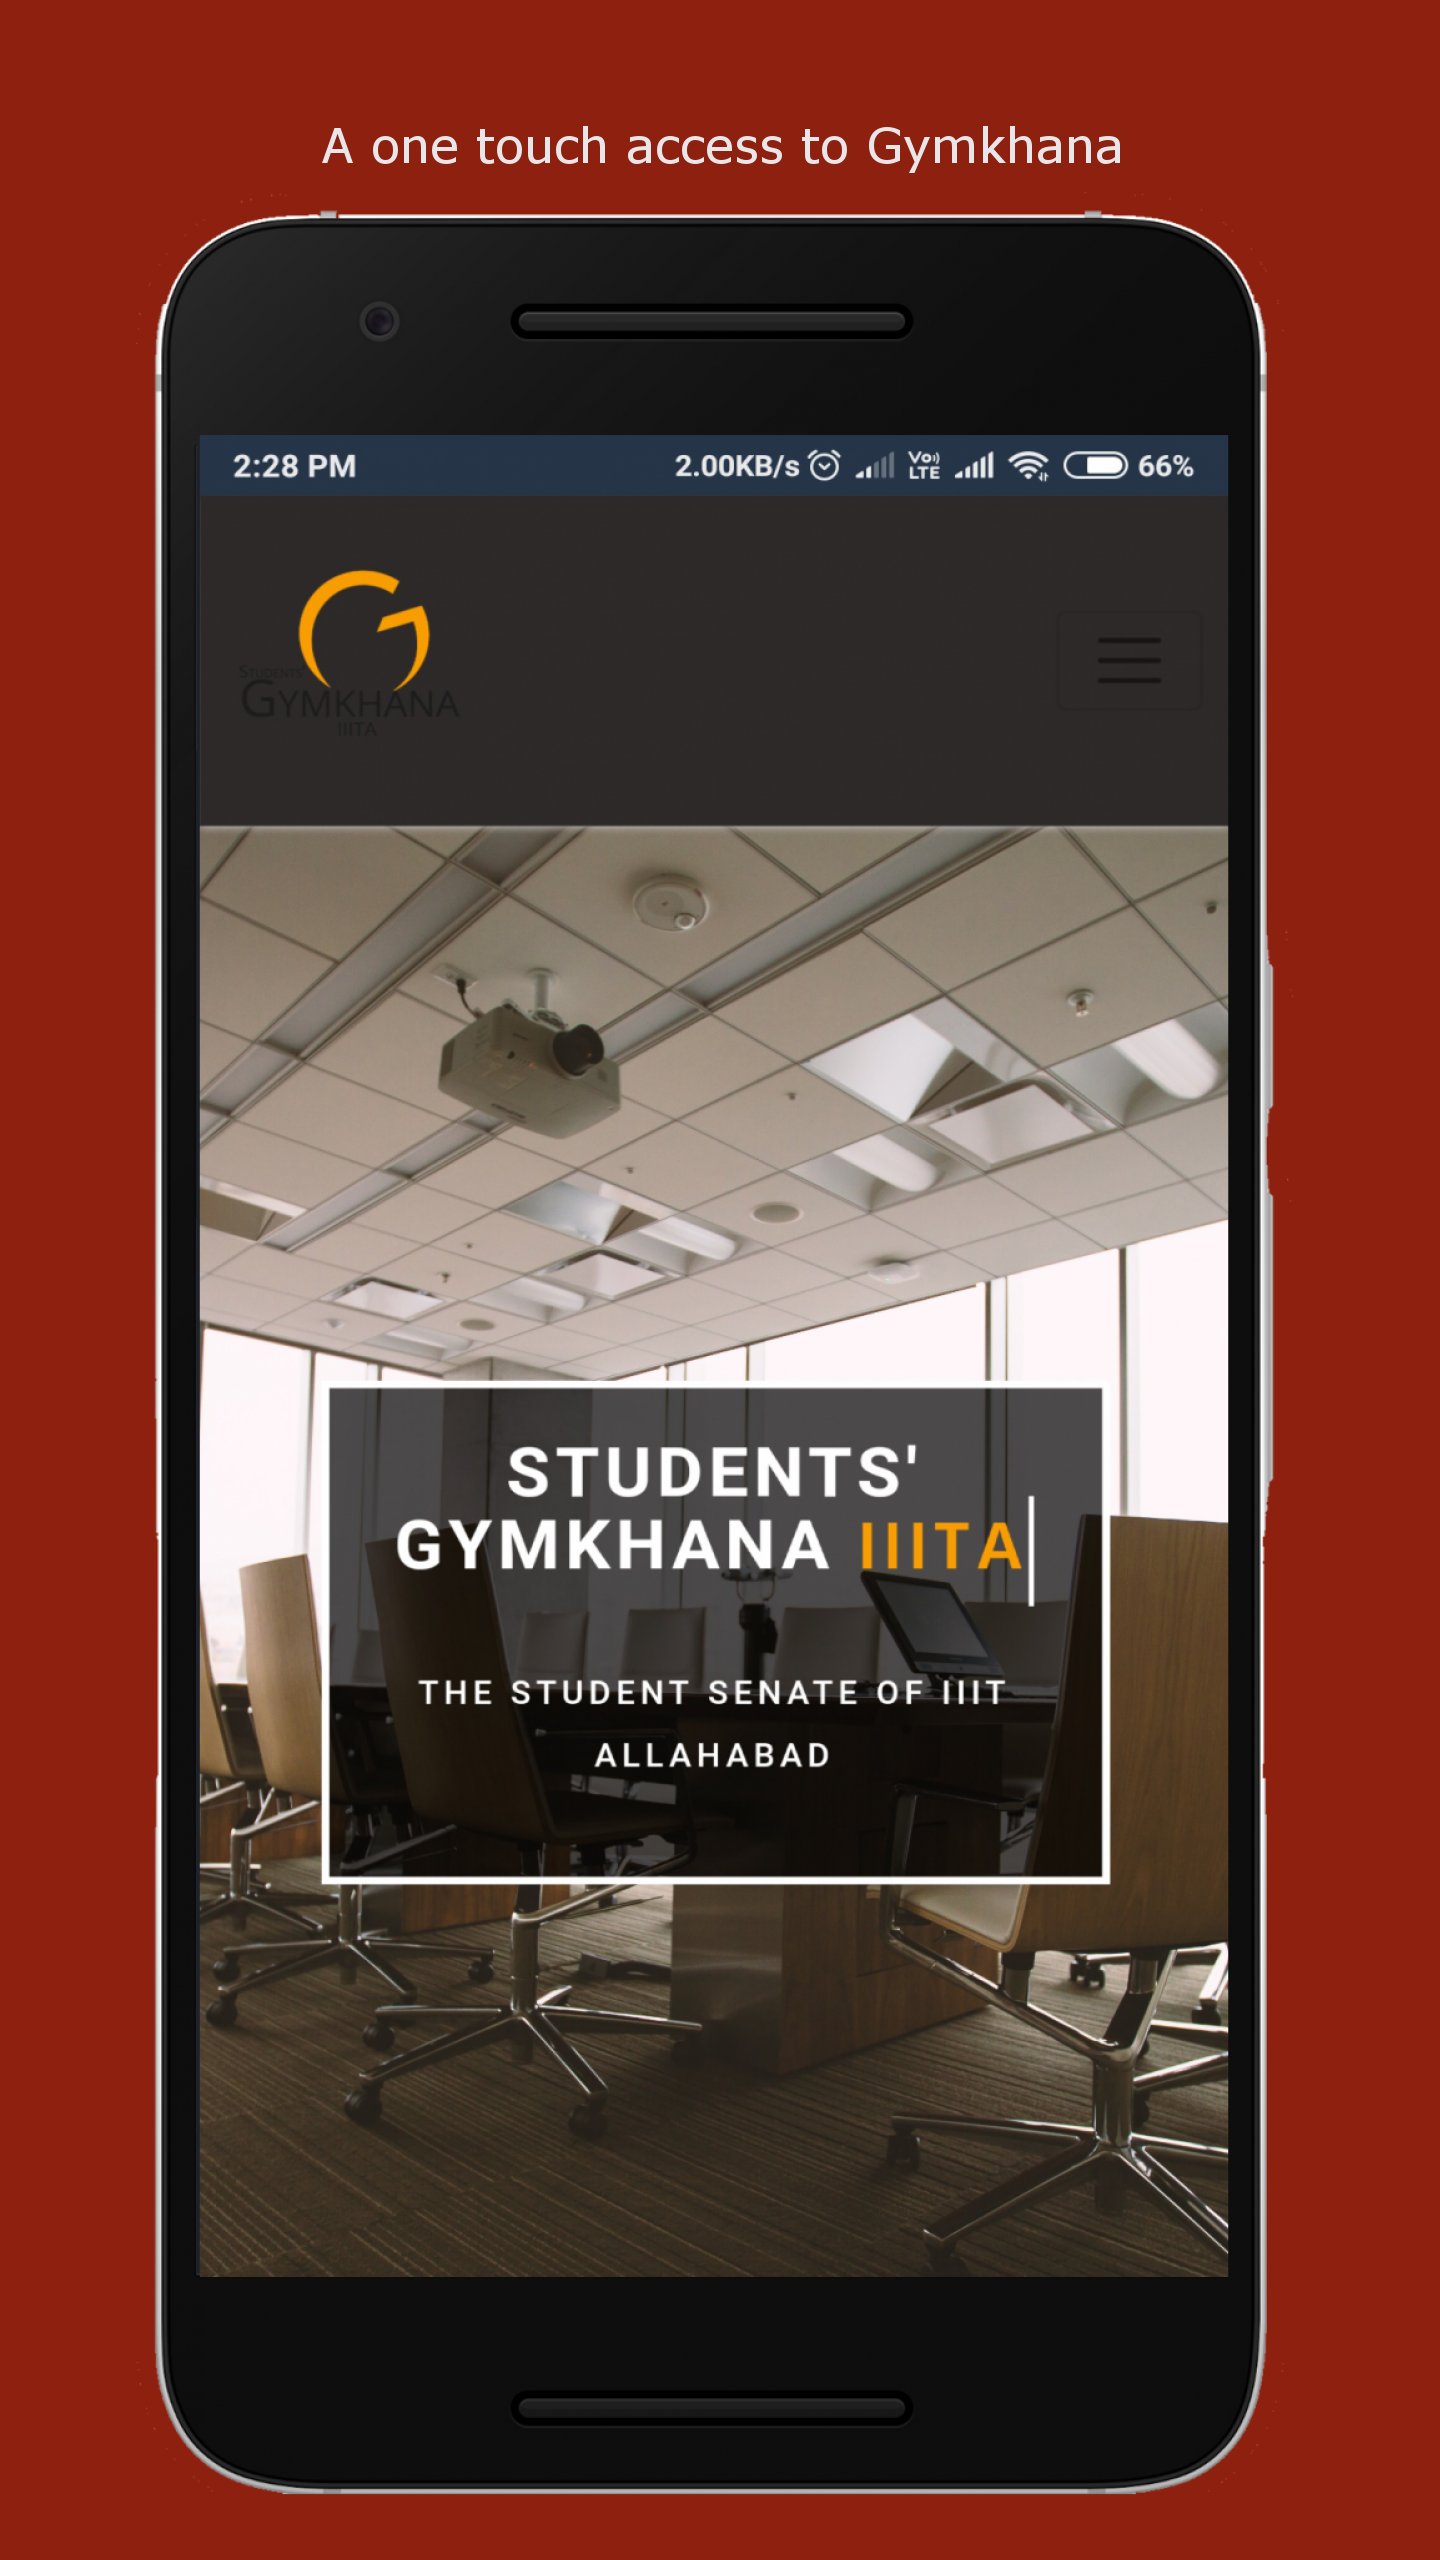 A one touch access to Gymkhana
2:28 PM 2.00KB/s Vo)) LTE 66%
STUDENTS'
GYMKHANA
IIITA
STUDENTS'
GYMKHANA IIITA
THE STUDENT SENATE OF IIIT
ALLAHABAD